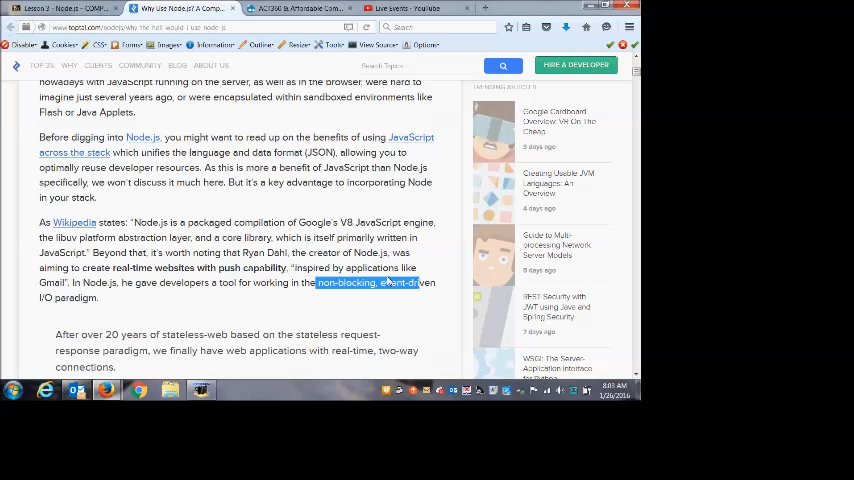 Lesson 3 - Node.js – COMP...
Why Use Node.js? A Comp...
ACT360 & Affordable Com...
Live Events - YouTube
www.toptal.com/nodejs/why-the-hell-would-i-use-node-js
Search
Disable
Cookies
CSS
Forms
Images
Information
Outline
Resize
Tools
View Source
Options
TOP 3% WHY CLIENTS COMMUNITY BLOG ABOUT US
Search Topics
HIRE A DEVELOPER
nowadays with JavaScript running on the server, as well as in the browser, were hard to
imagine just several years ago, or were encapsulated within sandboxed environments like
Flash or Java Applets.
Before digging into Node.js, you might want to read up on the benefits of using JavaScript
across the stack which unifies the language and data format (JSON), allowing you to
optimally reuse developer resources. As this is more a benefit of JavaScript than Node.js
specifically, we won't discuss it much here. But it's a key advantage to incorporating Node
in your stack.
As Wikipedia states: “Node.js is a packaged compilation of Google's V8 JavaScript engine,
the libuv platform abstraction layer, and a core library, which is itself primarily written in
JavaScript.” Beyond that, it's worth noting that Ryan Dahl, the creator of Node.js, was
aiming to create real-time websites with push capability, “inspired by applications like
Gmail”. In Node.js, he gave developers a tool for working in the non-blocking, event-driven
I/O paradigm.
After over 20 years of stateless-web based on the stateless request-
response paradigm, we finally have web applications with real-time, two-way
connections.
TRENDING ARTICLES
Google Cardboard
Overview: VR On The
Cheap
3 days ago
Creating Usable JVM
Languages: An
Overview
4 days ago
Guide to Multi-
processing Network
Server Models
6 days ago
REST Security with
JWT using Java and
Spring Security
7 days ago
WSGI: The Server-
Application Interface
for Python
8:03 AM
1/26/2016